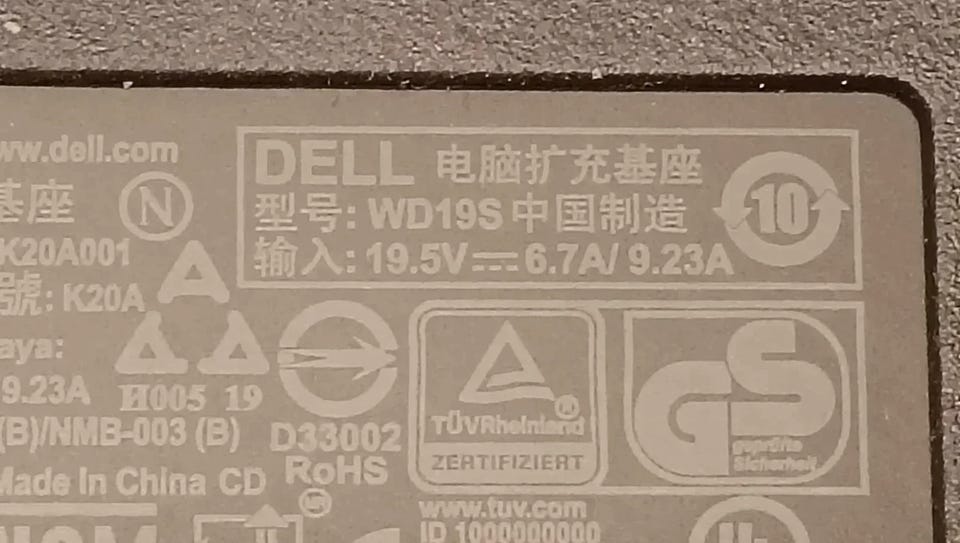 www.dell.com
基座 N
K20A001
號: K20A
aya:
9.23A
(B)/NMB-003 (B)
Made In China CD
H005 19
D33002
RoHS
DELL 电脑扩充基座
型号: WD19S 中国制造
输入: 19.5V⎓6.7A/ 9.23A
10
TÜVRheinland®
ZERTIFIZIERT
GS
geprüfte
Sicherheit
www.tuv.com
ID 1000000000